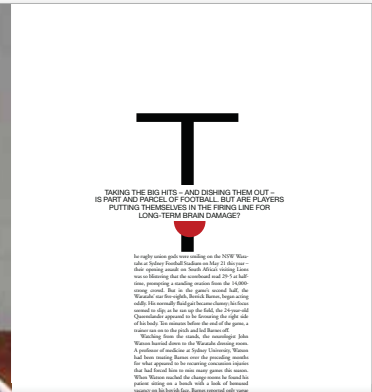 T
TAKING THE BIG HITS – AND DISHING THEM OUT –
IS PART AND PARCEL OF FOOTBALL. BUT ARE PLAYERS
PUTTING THEMSELVES IN THE FIRING LINE FOR
LONG-TERM BRAIN DAMAGE?
he rugby union gods were smiling on the NSW Wara-
tahs at Sydney Football Stadium on May 21 this year –
their opening assault on South Africa's visiting Lions
was so blistering that the scoreboard read 29-5 at half-
time, prompting a standing ovation from the 14,000-
strong crowd. But in the game's second half, the
Waratahs' star five-eighth, Berrick Barnes, began acting
oddly. His normally fluid gait became clumsy; his focus
seemed to slip; as he ran up the field, the 24-year-old
Queenslander appeared to be favouring the right side
of his body. Ten minutes before the end of the game, a
trainer ran on to the pitch and led Barnes off.
Watching from the stands, the neurologist John
Watson hurried down to the Waratahs dressing room.
A professor of medicine at Sydney University, Watson
had been treating Barnes over the preceding months
for what appeared to be recurring concussion injuries
that had forced him to miss many games this season.
When Watson reached the change-rooms he found his
patient sitting on a bench with a look of bemused